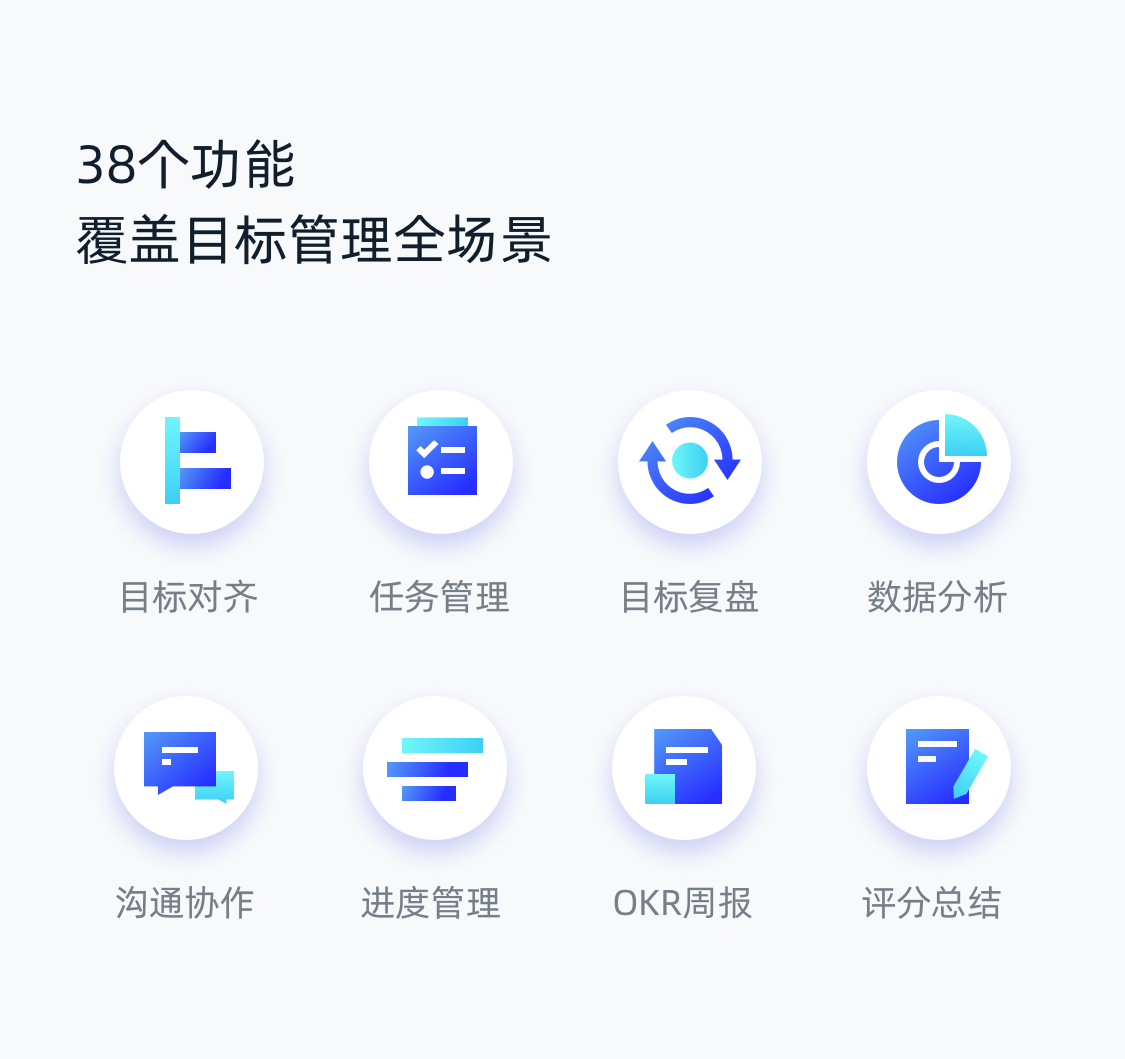 38个功能
覆盖目标管理全场景
目标对齐
任务管理
目标复盘
数据分析
沟通协作
进度管理
OKR周报
评分总结